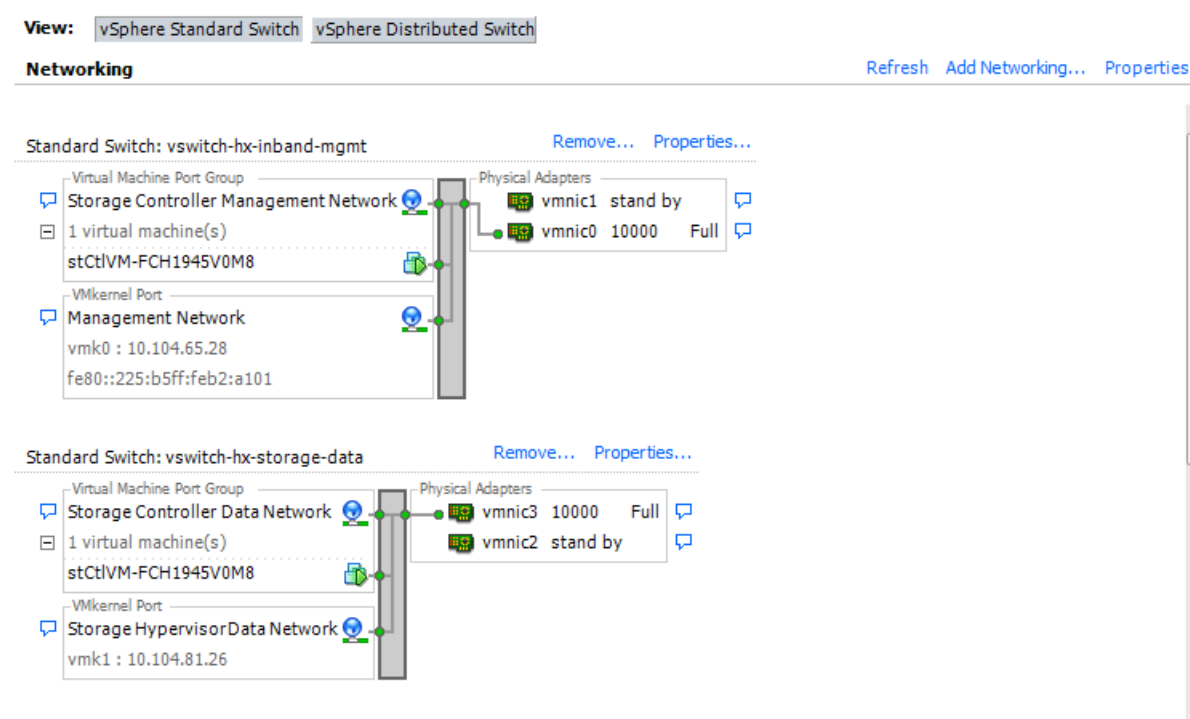 View: vSphere Standard Switch vSphere Distributed Switch
Networking Refresh Add Networking... Properties
Standard Switch: vswitch-hx-inband-mgmt Remove... Properties...
Virtual Machine Port Group Physical Adapters
Storage Controller Management Network vmnic1 stand by
1 virtual machine(s) vmnic0 10000 Full
stCtlVM-FCH1945V0M8
VMkernel Port
Management Network
vmk0 : 10.104.65.28
fe80::225:b5ff:feb2:a101
Standard Switch: vswitch-hx-storage-data Remove... Properties...
Virtual Machine Port Group Physical Adapters
Storage Controller Data Network vmnic3 10000 Full
1 virtual machine(s) vmnic2 stand by
stCtlVM-FCH1945V0M8
VMkernel Port
Storage Hypervisor Data Network
vmk1 : 10.104.81.26